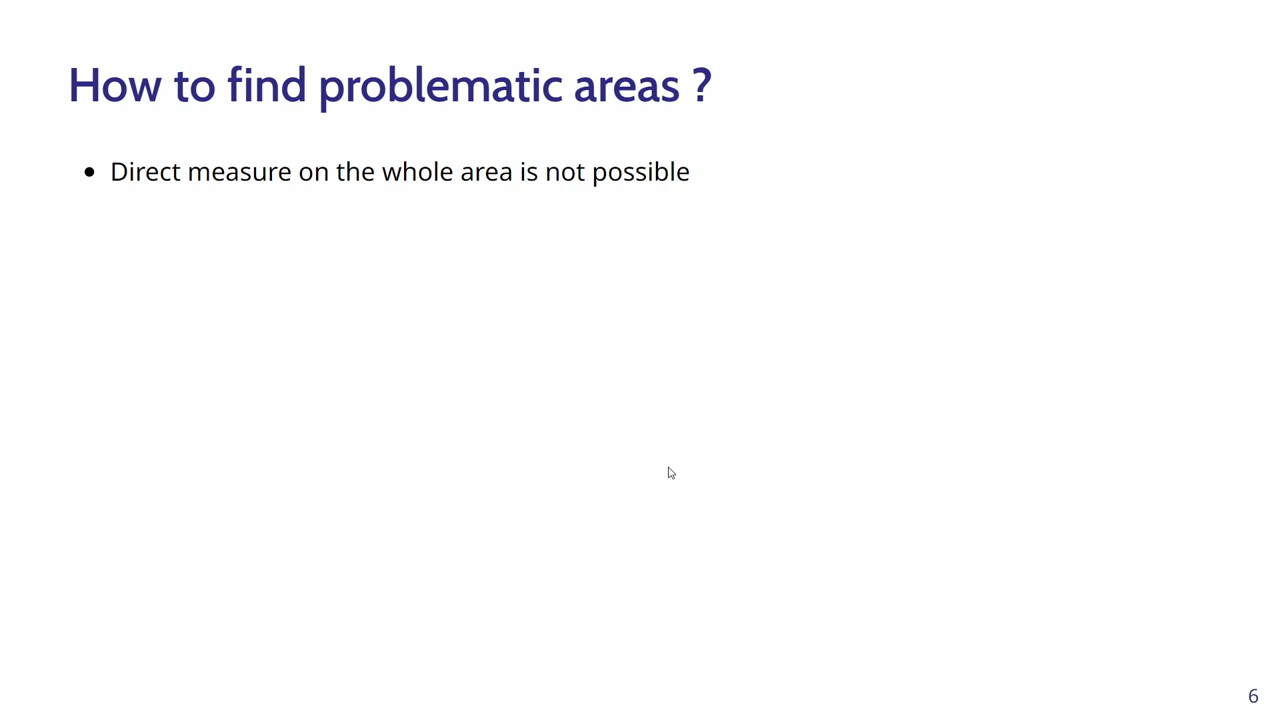 How to find problematic areas ?
• Direct measure on the whole area is not possible
6